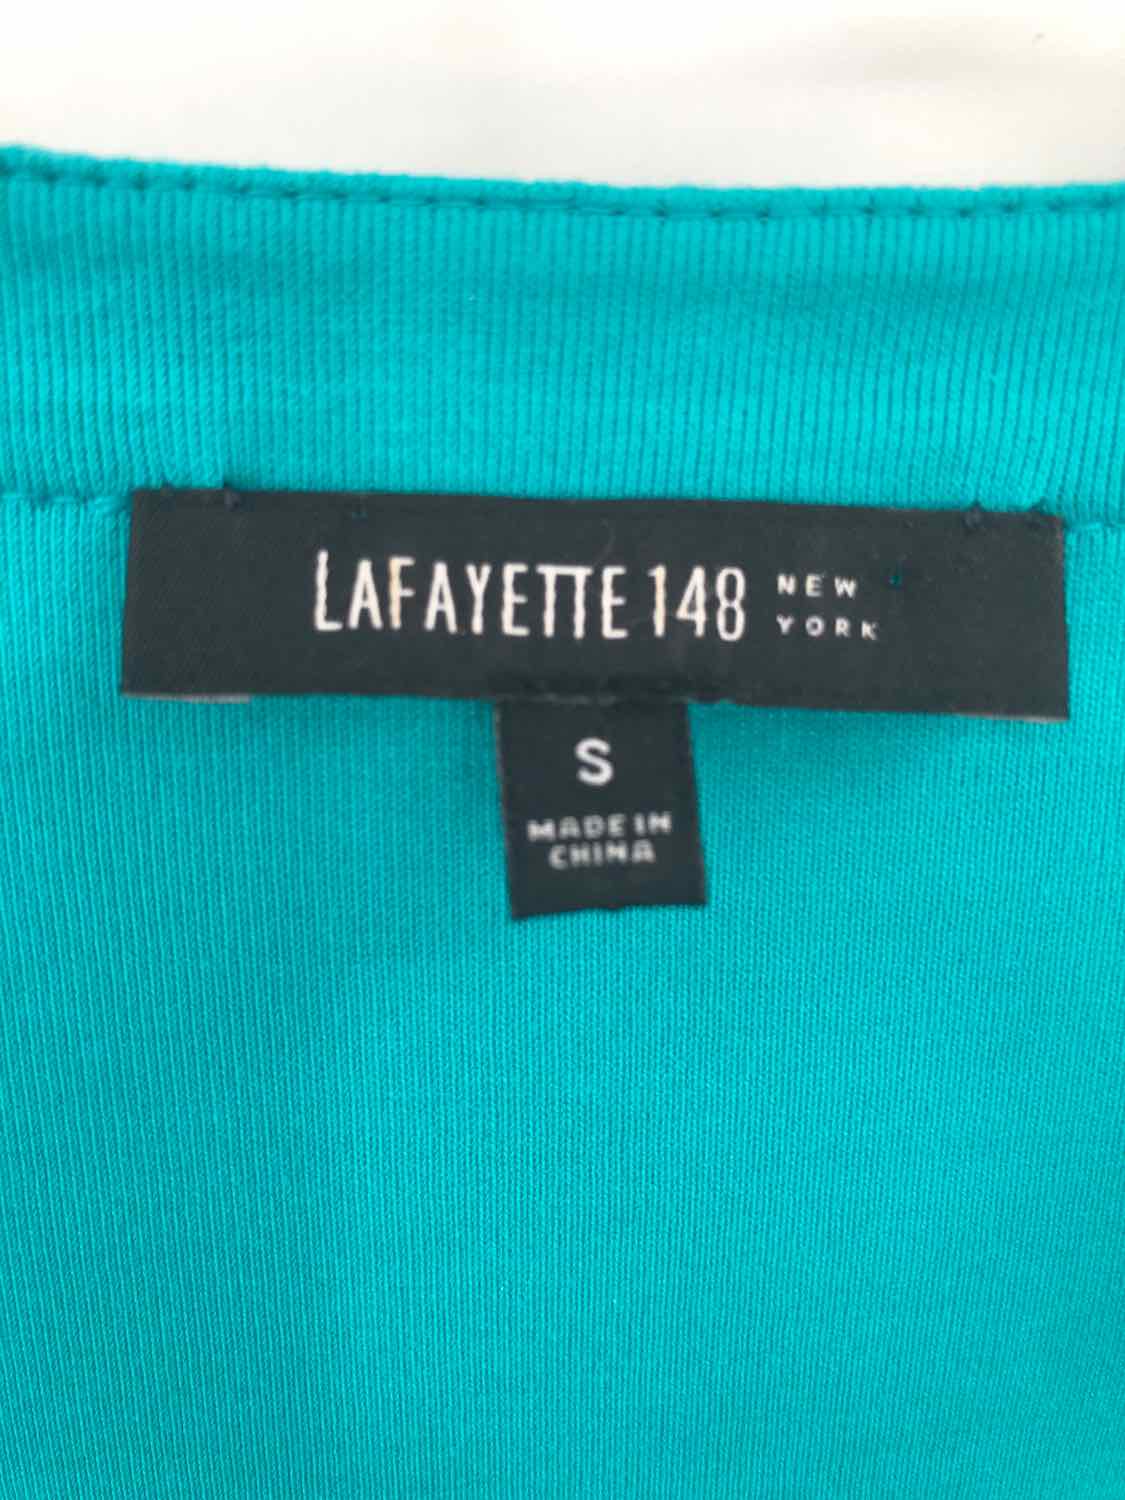 LAFAYETTE 148 NEW YORK
S
MADE IN
CHINA